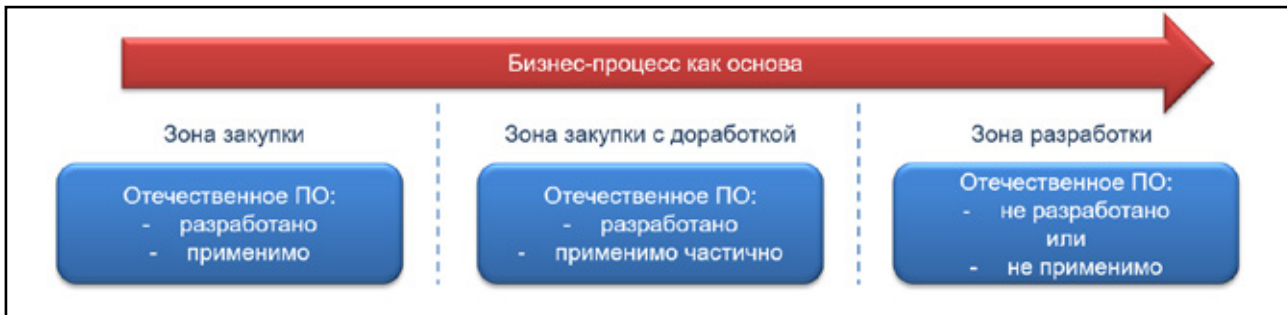 Бизнес-процесс как основа
Зона закупки
Отечественное ПО:
- разработано
- применимо
Зона закупки с доработкой
Отечественное ПО:
- разработано
- применимо частично
Зона разработки
Отечественное ПО:
- не разработано
или
- не применимо